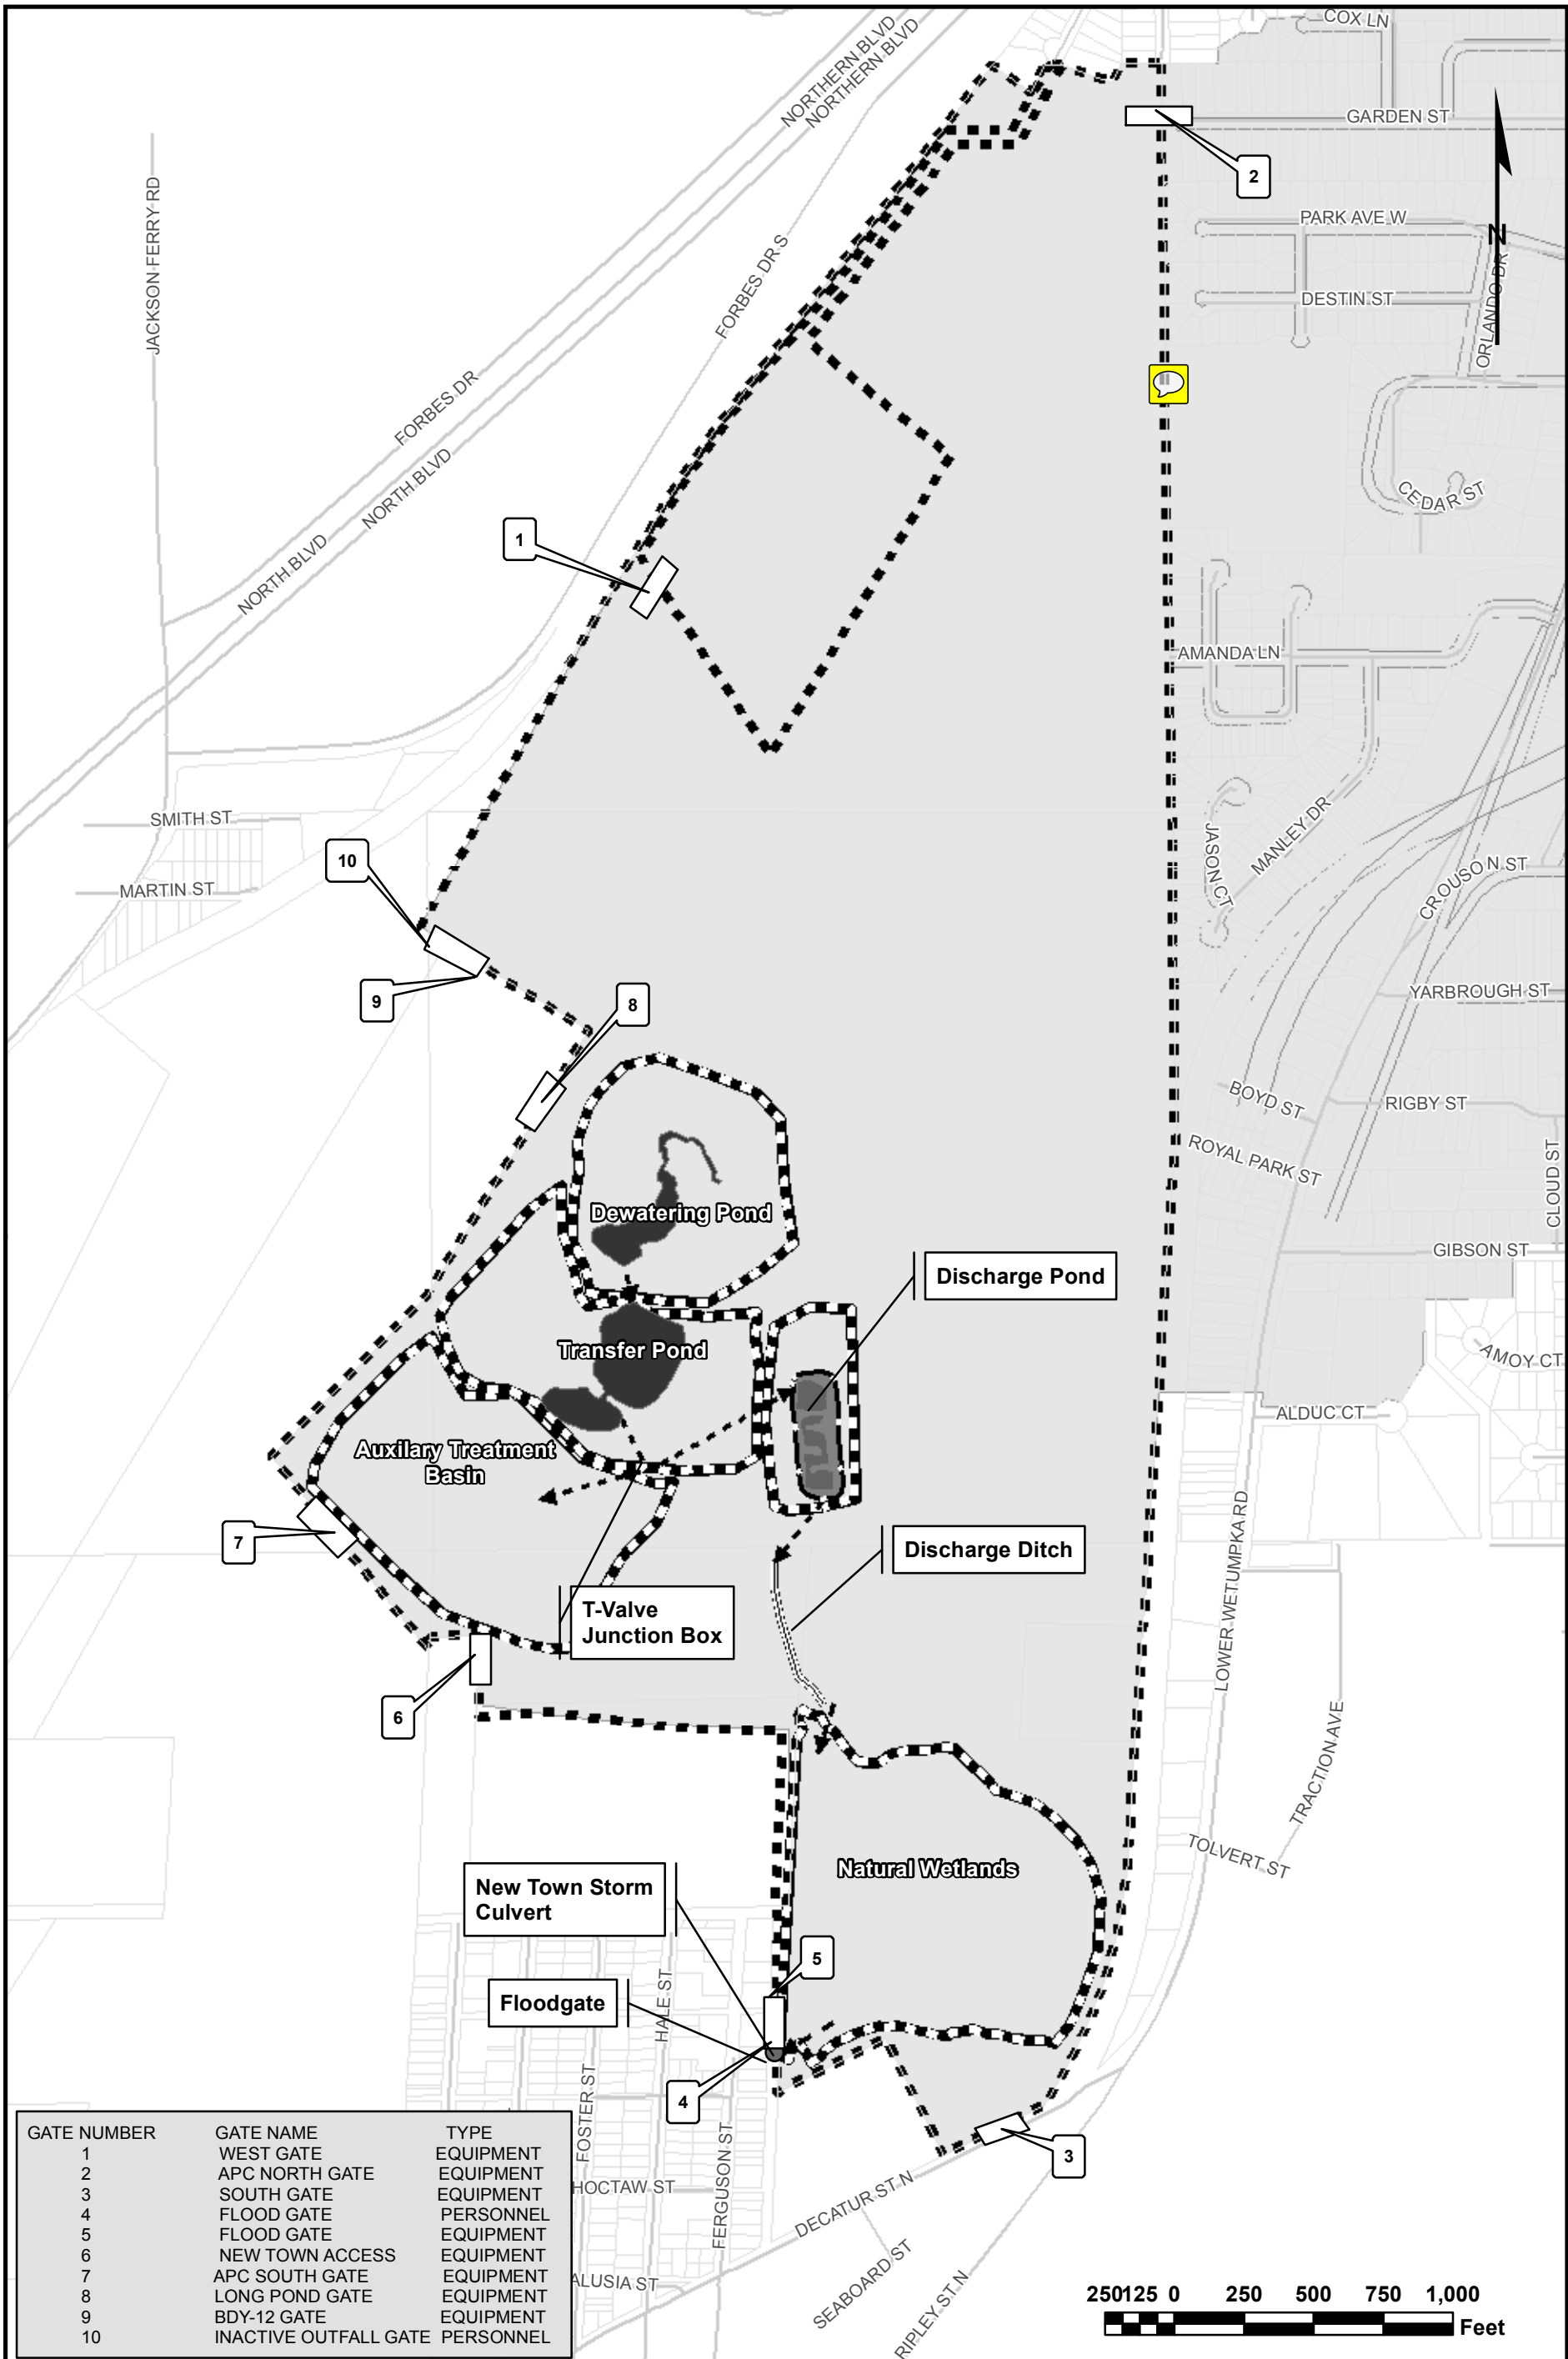 COX LN
NORTHERN BLVD
NORTHERN BLVD
GARDEN ST
2
JACKSON-FERRY RD
PARK AVE W
N
FORBES DR S
DESTIN ST
ORLANDO DR
FORBES DR
NORTH BLVD
CEDAR ST
1
NORTH BLVD
AMANDA LN
SMITH ST
MANLEY DR
JASON CT
10
MARTIN ST
CROUSON ST
9
8
YARBROUGH ST
BOYD ST
RIGBY ST
ROYAL PARK ST
CLOUD ST
Dewatering Pond
GIBSON ST
Discharge Pond
Transfer Pond
AMOY CT
ALDUC CT
Auxilary Treatment
Basin
7
Discharge Ditch
LOWER WETUMPKA RD
T-Valve
Junction Box
6
TRACTION AVE
TOLVERT ST
Natural Wetlands
New Town Storm
Culvert
5
Floodgate
HALE ST
4
FOSTER ST
FERGUSON ST
3
HOCTAW ST
DECATUR ST N
SEABOARD ST
RIPLEY ST N
ALUSIA ST
GATE NUMBER GATE NAME TYPE
1 WEST GATE EQUIPMENT
2 APC NORTH GATE EQUIPMENT
3 SOUTH GATE EQUIPMENT
4 FLOOD GATE PERSONNEL
5 FLOOD GATE EQUIPMENT
6 NEW TOWN ACCESS EQUIPMENT
7 APC SOUTH GATE EQUIPMENT
8 LONG POND GATE EQUIPMENT
9 BDY-12 GATE EQUIPMENT
10 INACTIVE OUTFALL GATE PERSONNEL
250 125 0 250 500 750 1,000
Feet